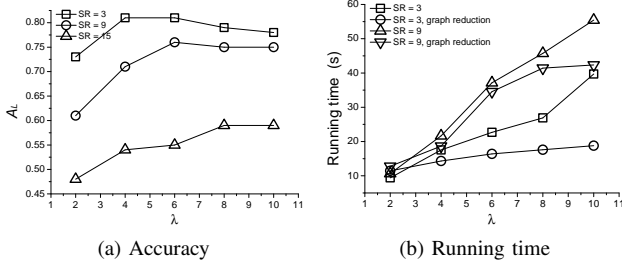 SR = 3
SR = 9
SR = 15
0.80
0.75
0.70
0.65
0.60
0.55
0.50
0.45
A_L
1 2 3 4 5 6 7 8 9 10 11
λ
(a) Accuracy
SR = 3
SR = 3, graph reduction
SR = 9
SR = 9, graph reduction
60
50
40
30
20
10
Running time (s)
1 2 3 4 5 6 7 8 9 10 11
λ
(b) Running time